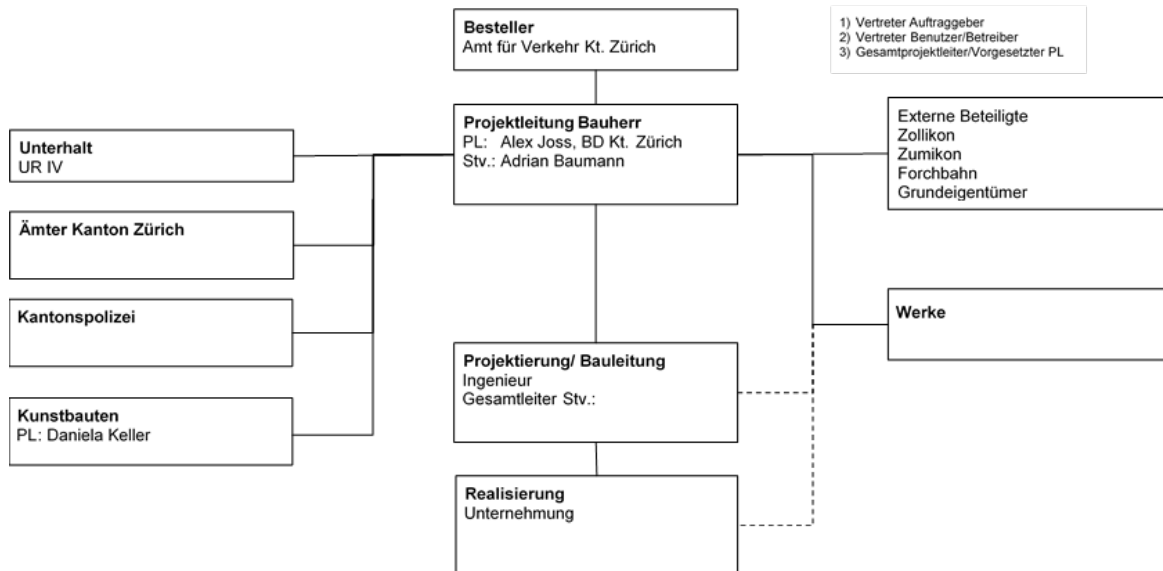 Besteller
Amt für Verkehr Kt. Zürich
1) Vertreter Auftraggeber
2) Vertreter Benutzer/Betreiber
3) Gesamtprojektleiter/Vorgesetzter PL
Projektleitung Bauherr
PL: Alex Joss, BD Kt. Zürich
Stv.: Adrian Baumann
Unterhalt
UR IV
Externe Beteiligte
Zollikon
Zumikon
Forchbahn
Grundeigentümer
Ämter Kanton Zürich
Kantonspolizei
Werke
Projektierung/ Bauleitung
Ingenieur
Gesamtleiter Stv.:
Kunstbauten
PL: Daniela Keller
Realisierung
Unternehmung